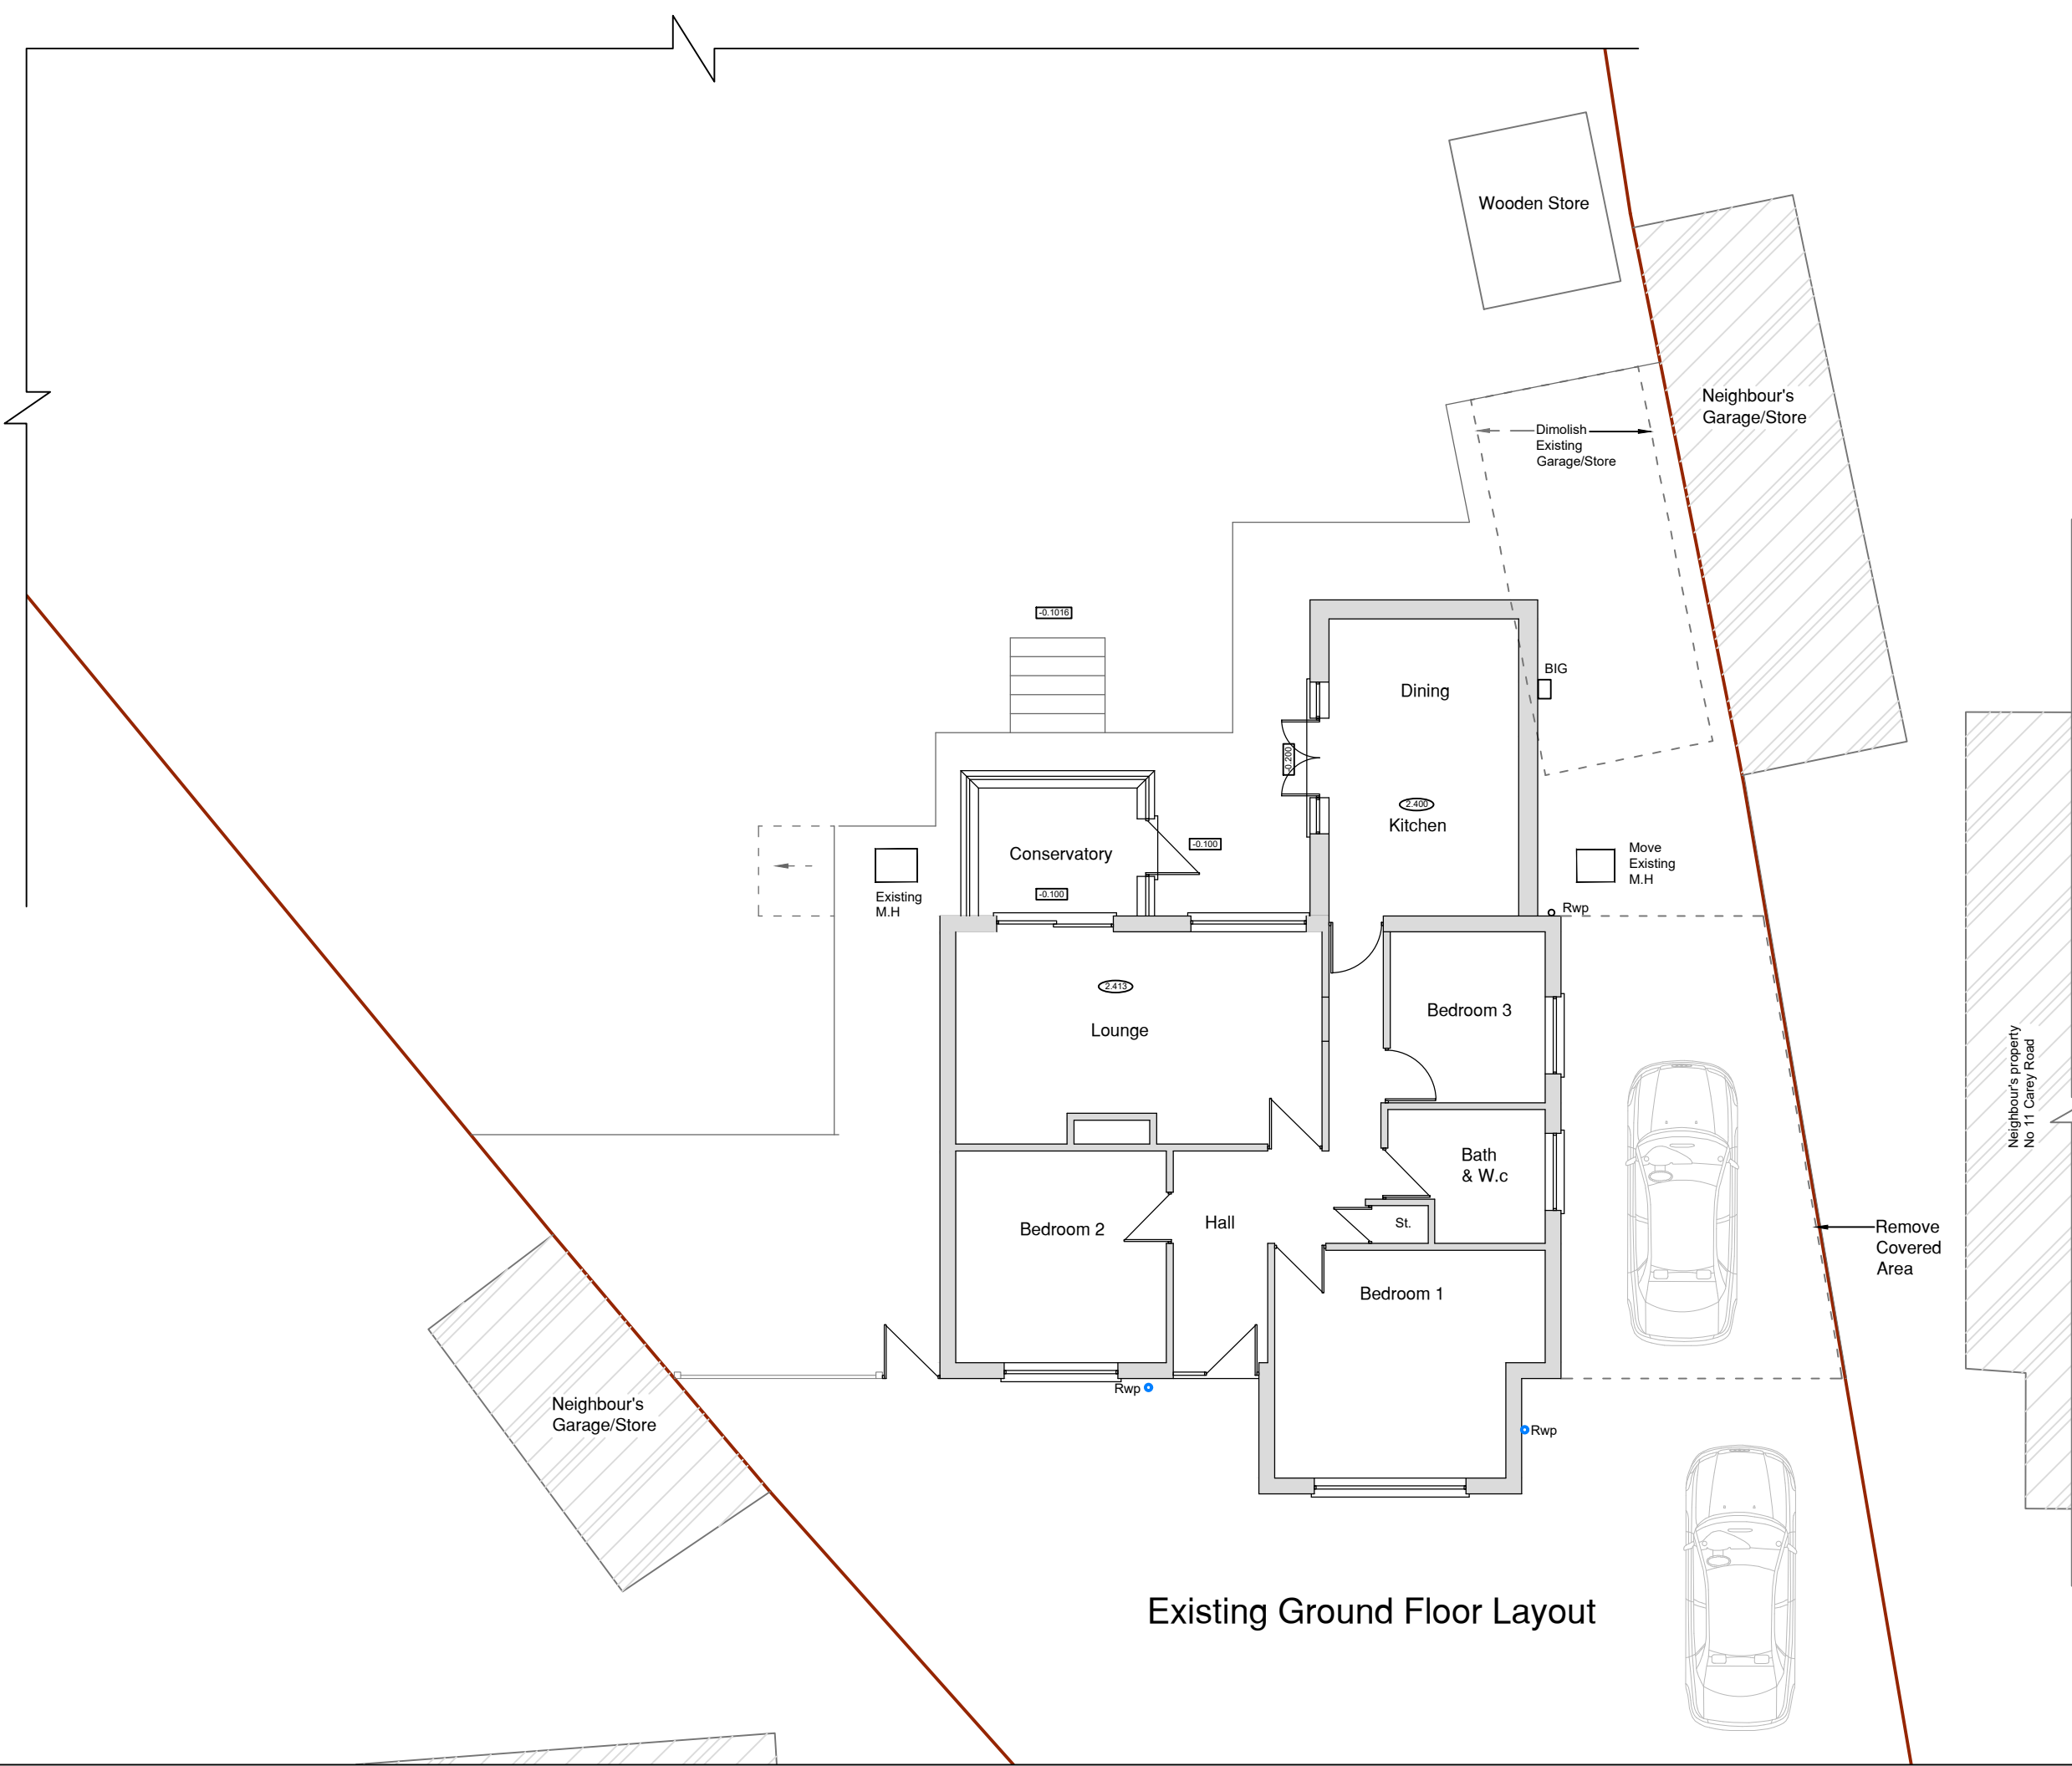 Wooden Store
Neighbour's
Garage/Store
Dimolish
Existing
Garage/Store
-0.1016
BIG
Dining
-0.200
2.400
Kitchen
-0.100
Conservatory
-0.100
Existing
M.H
Move
Existing
M.H
Rwp
2.413
Lounge
Bedroom 3
Neighbour's property
No 11 Carey Road
Bath
& W.c
St.
Hall
Bedroom 2
Bedroom 1
Remove
Covered
Area
Rwp
Rwp
Neighbour's
Garage/Store
Existing Ground Floor Layout